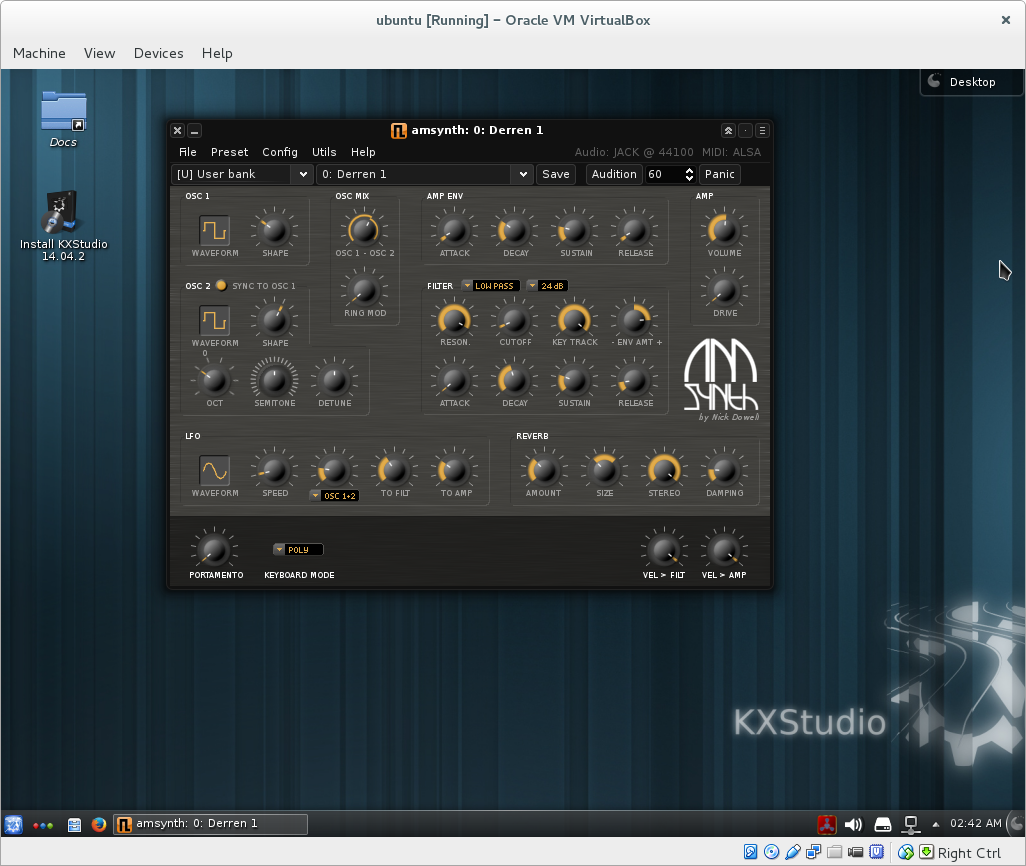 ubuntu [Running] – Oracle VM VirtualBox
Machine View Devices Help
Desktop
Docs
Install KXStudio
14.04.2
amsynth: 0: Derren 1
File Preset Config Utils Help Audio: JACK @ 44100 MIDI: ALSA
[U] User bank 0: Derren 1 Save Audition 60 Panic
OSC 1 OSC MIX AMP ENV AMP
WAVEFORM SHAPE OSC 1 - OSC 2 ATTACK DECAY SUSTAIN RELEASE VOLUME
OSC 2 SYNC TO OSC 1 FILTER LOW PASS 24 dB
RING MOD DRIVE
WAVEFORM SHAPE RESON. CUTOFF KEY TRACK - ENV AMT +
0
OCT SEMITONE DETUNE ATTACK DECAY SUSTAIN RELEASE
AM SYNTH
by Nick Dowell
LFO REVERB
WAVEFORM SPEED OSC 1+2 TO FILT TO AMP AMOUNT SIZE STEREO DAMPING
POLY
PORTAMENTO KEYBOARD MODE VEL > FILT VEL > AMP
KXStudio
amsynth: 0: Derren 1 02:42 AM
Right Ctrl